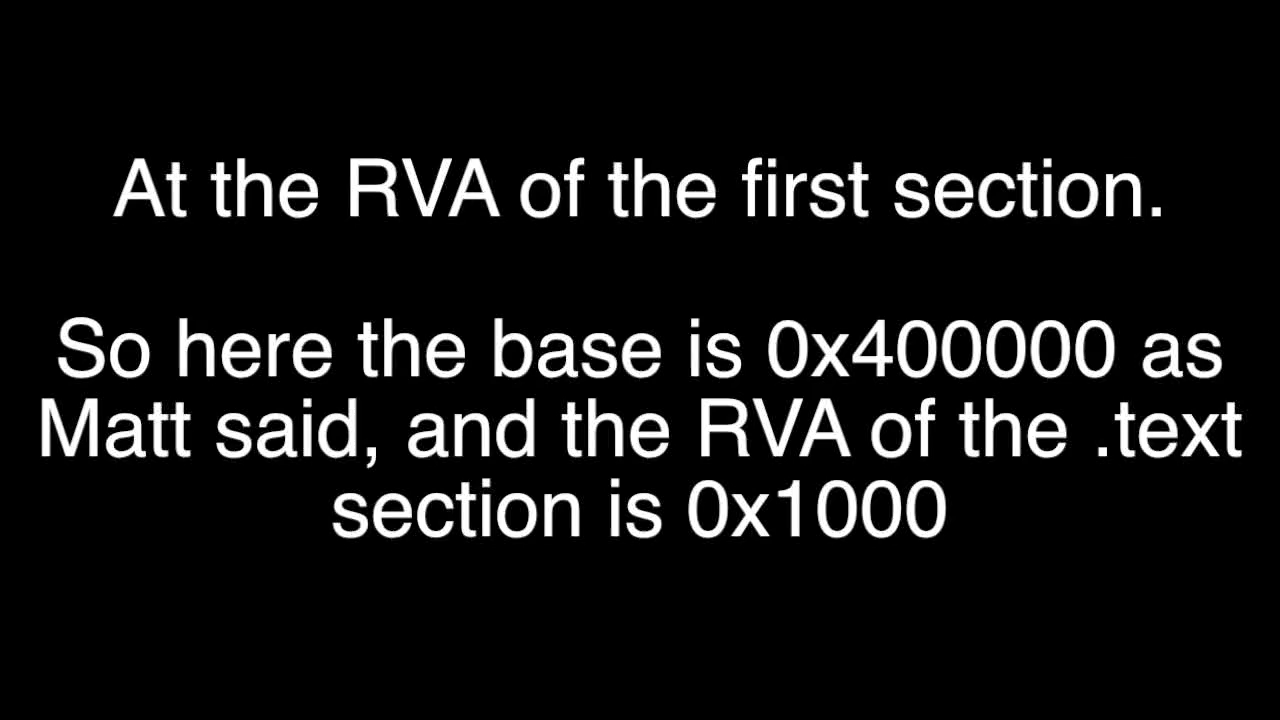 At the RVA of the first section.
So here the base is 0x400000 as
Matt said, and the RVA of the .text
section is 0x1000